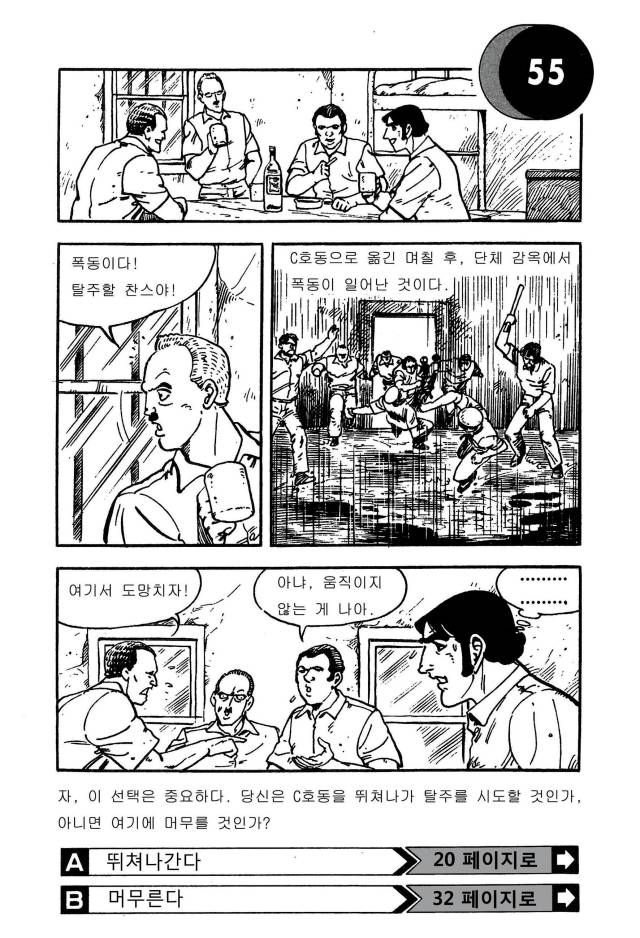 55
폭동이다!
탈주할 찬스야!
C호동으로 옮긴 며칠 후, 단체 감옥에서
폭동이 일어난 것이다.
여기서 도망치자!
아냐, 움직이지
않는 게 나아.
··········
··········
자, 이 선택은 중요하다. 당신은 C호동을 뛰쳐나가 탈주를 시도할 것인가,
아니면 여기에 머무를 것인가?
A 뛰쳐나간다 20 페이지로
B 머무른다 32 페이지로